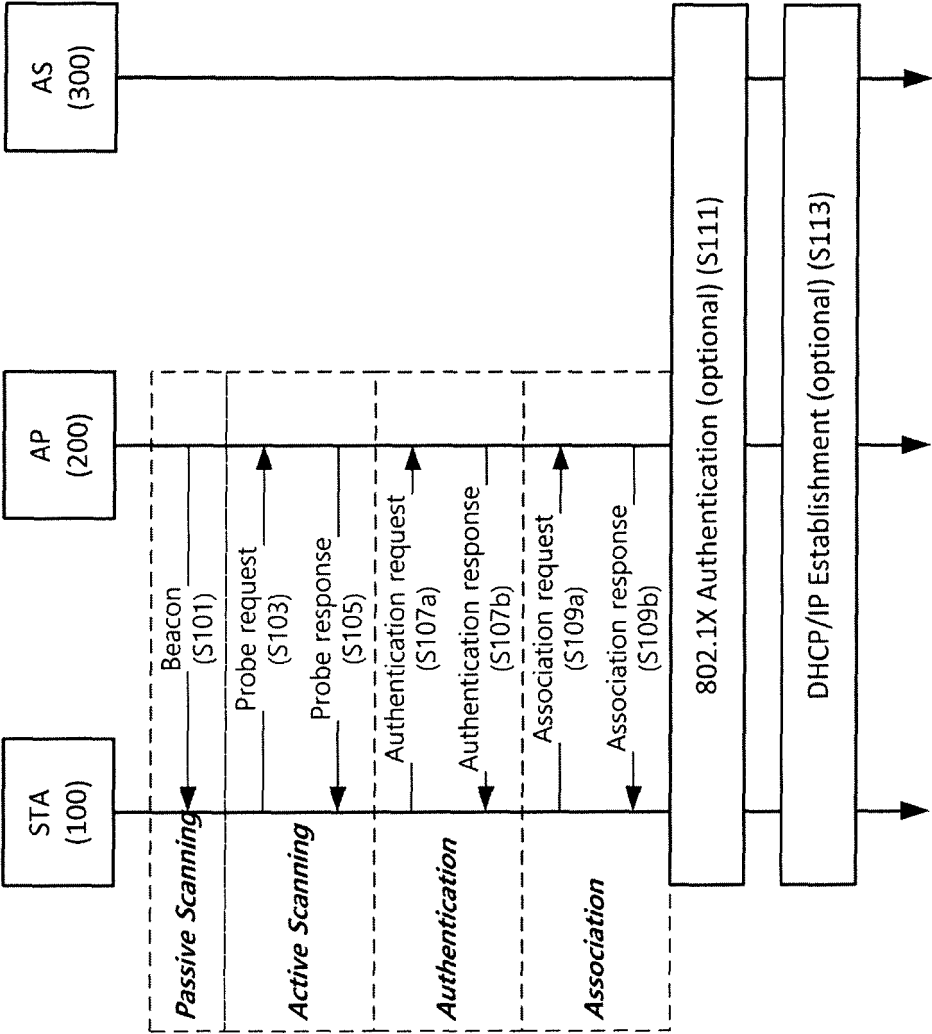 STA
(100)
AP
(200)
AS
(300)
Passive Scanning
Beacon
(S101)
Active Scanning
Probe request
(S103)
Probe response
(S105)
Authentication
Authentication request
(S107a)
Authentication response
(S107b)
Association
Association request
(S109a)
Association response
(S109b)
802.1X Authentication (optional) (S111)
DHCP/IP Establishment (optional) (S113)